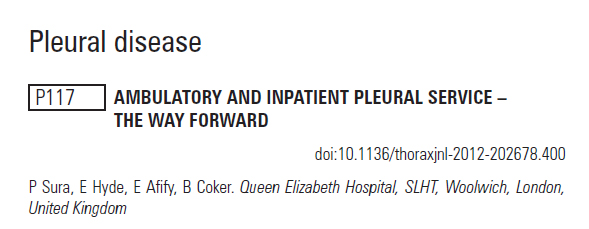 Pleural disease
P117 AMBULATORY AND INPATIENT PLEURAL SERVICE –
THE WAY FORWARD
doi:10.1136/thoraxjnl-2012-202678.400
P Sura, E Hyde, E Afify, B Coker. Queen Elizabeth Hospital, SLHT, Woolwich, London,
United Kingdom